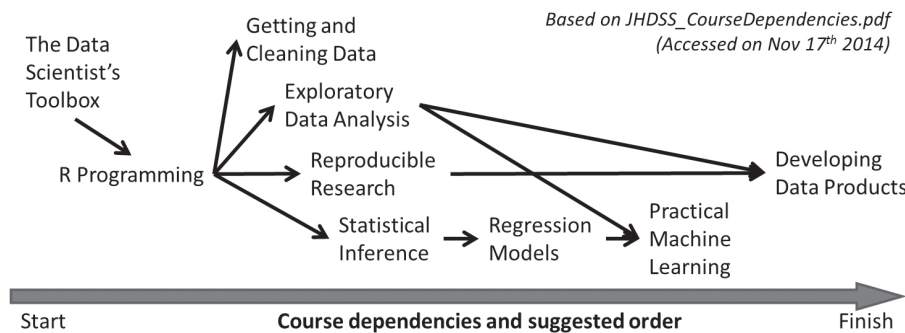 Based on JHDSS_CourseDependencies.pdf
(Accessed on Nov 17th 2014)
The Data
Scientist's
Toolbox
R Programming
Getting and
Cleaning Data
Exploratory
Data Analysis
Reproducible
Research
Statistical
Inference
Regression
Models
Practical
Machine
Learning
Developing
Data Products
Start
Course dependencies and suggested order
Finish